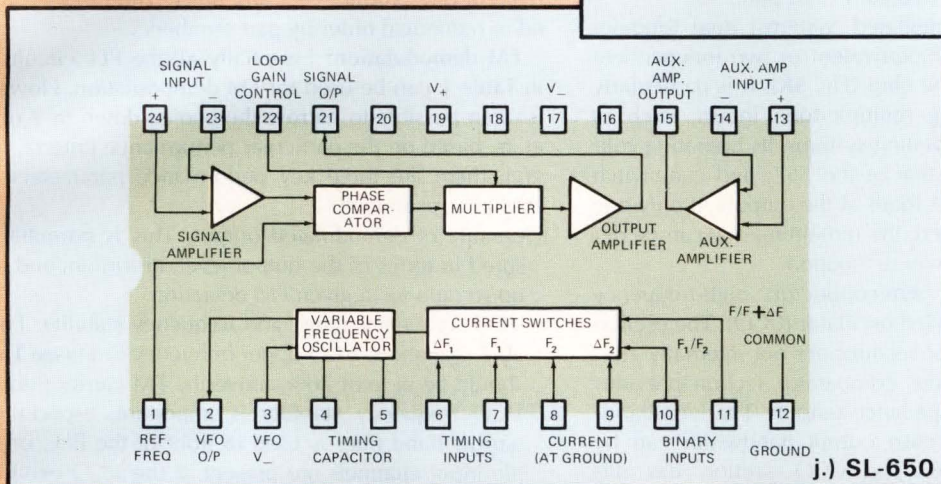 SIGNAL INPUT
LOOP GAIN CONTROL
SIGNAL O/P
V+
V−
AUX. AMP. OUTPUT
AUX. AMP INPUT
+ − − +
24 23 22 21 20 19 18 17 16 15 14 13
SIGNAL AMPLIFIER
PHASE COMPAR-ATOR
MULTIPLIER
OUTPUT AMPLIFIER
AUX. AMPLIFIER
VARIABLE FREQUENCY OSCILLATOR
CURRENT SWITCHES
ΔF1 F1 F2 ΔF2
F/F + ΔF
COMMON
F1/F2
1 2 3 4 5 6 7 8 9 10 11 12
REF. FREQ
VFO O/P
VFO V−
TIMING CAPACITOR
TIMING INPUTS
CURRENT (AT GROUND)
BINARY INPUTS
GROUND
j.) SL-650